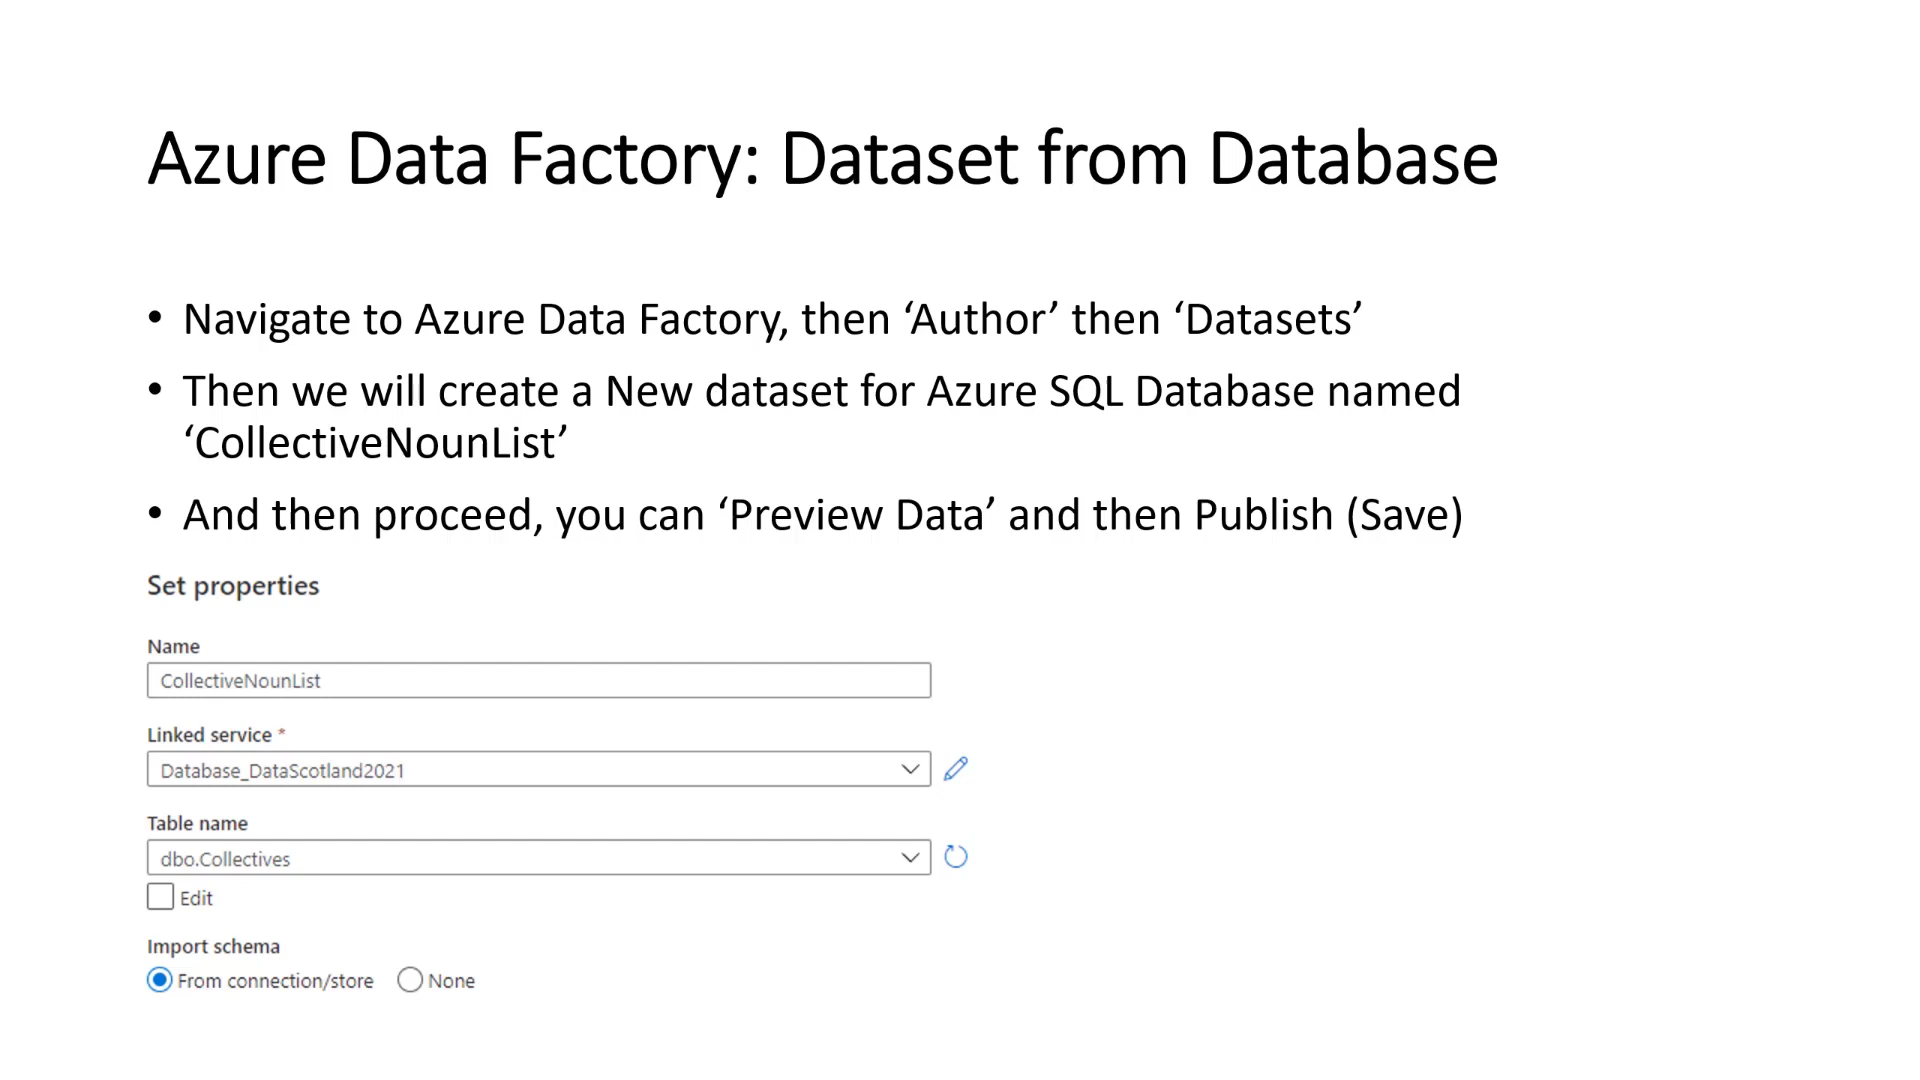 Azure Data Factory: Dataset from Database
• Navigate to Azure Data Factory, then ‘Author’ then ‘Datasets’
• Then we will create a New dataset for Azure SQL Database named
‘CollectiveNounList’
• And then proceed, you can ‘Preview Data’ and then Publish (Save)
Set properties
Name
CollectiveNounList
Linked service *
Database_DataScotland2021
Table name
dbo.Collectives
Edit
Import schema
From connection/store None